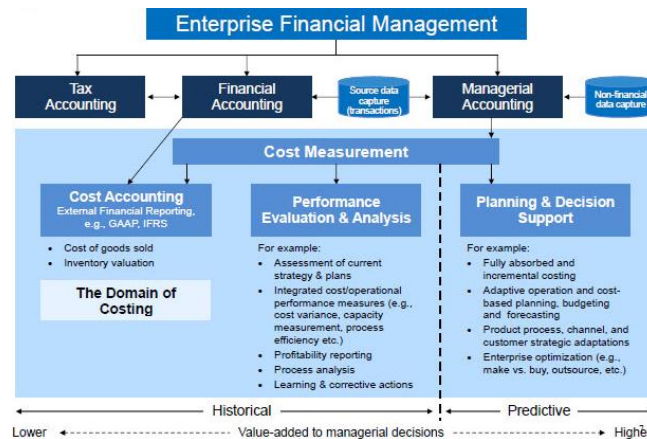 Enterprise Financial Management
Tax
Accounting
Financial
Accounting
Source data
capture
(transactions)
Managerial
Accounting
Non-financial
data capture
Cost Measurement
Cost Accounting
External Financial Reporting,
e.g., GAAP, IFRS
• Cost of goods sold
• Inventory valuation
The Domain of
Costing
Performance
Evaluation & Analysis
For example:
• Assessment of current
strategy & plans
• Integrated cost/operational
performance measures (e.g.,
cost variance, capacity
measurement, process
efficiency etc.)
• Profitability reporting
• Process analysis
• Learning & corrective actions
Planning & Decision
Support
For example:
• Fully absorbed and
incremental costing
• Adaptive operation and cost-
based planning, budgeting
and forecasting
• Product process, channel, and
customer strategic adaptations
• Enterprise optimization (e.g.,
make vs. buy, outsource, etc.)
Historical
Predictive
Lower
Value-added to managerial decisions
Higher